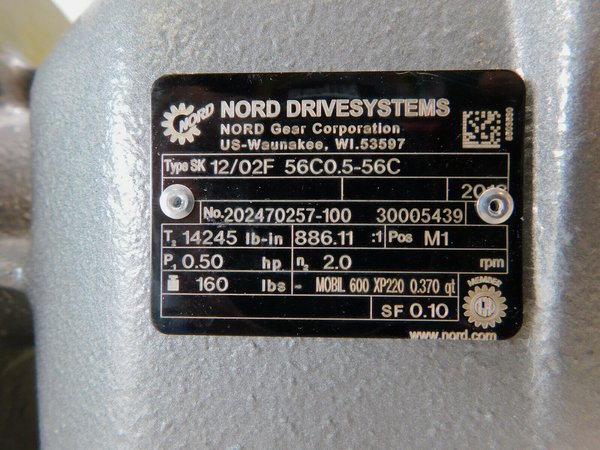 NORD
NORD DRIVESYSTEMS
NORD Gear Corporation
US-Waunakee, WI.53597
Type SK 12/02F 56C0.5-56C
No. 202470257-100 30005439
T2 14245 lb-in 886.11 :1 Pos M1
P1 0.50 hp n2 2.0 rpm
160 lbs - MOBIL 600 XP220 0.370 qt
SF 0.10
MEMBER
www.nord.com